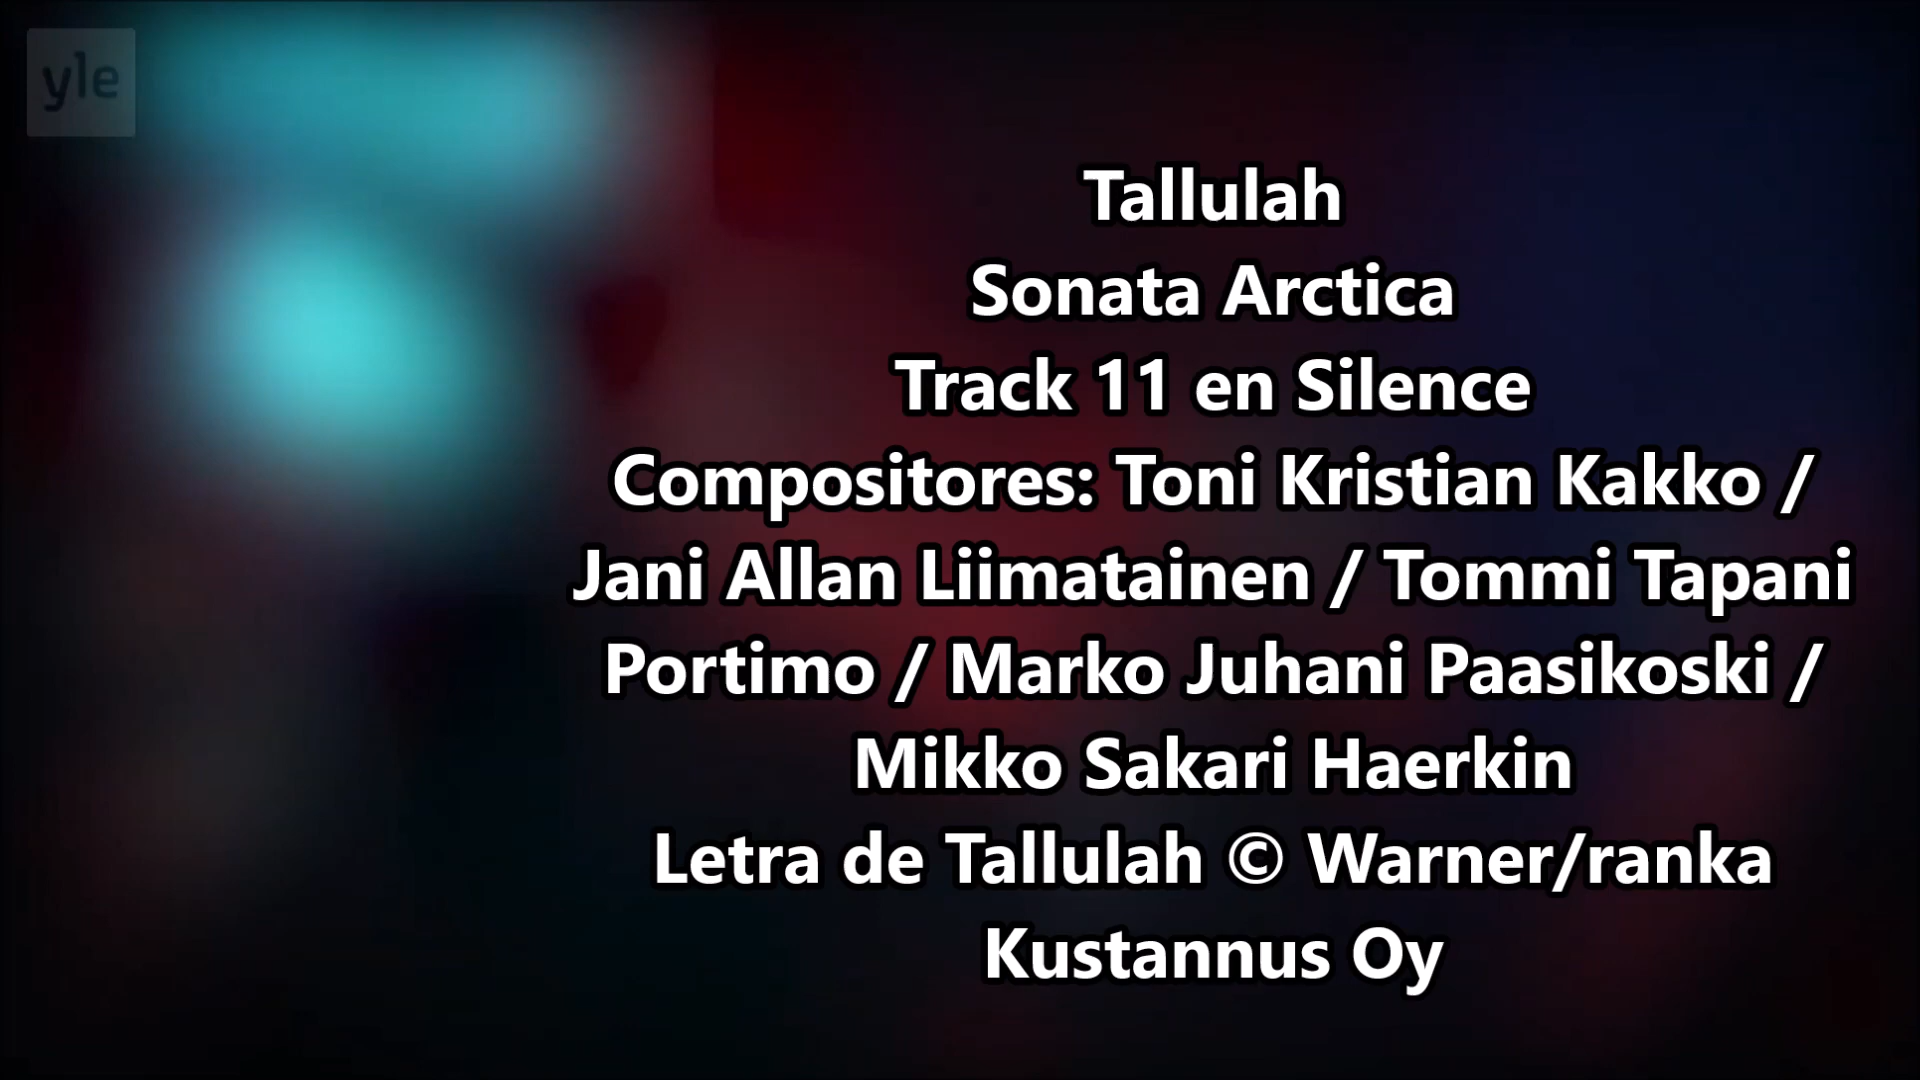 yle
Tallulah
Sonata Arctica
Track 11 en Silence
Compositores: Toni Kristian Kakko /
Jani Allan Liimatainen / Tommi Tapani
Portimo / Marko Juhani Paasikoski /
Mikko Sakari Haerkin
Letra de Tallulah © Warner/ranka
Kustannus Oy